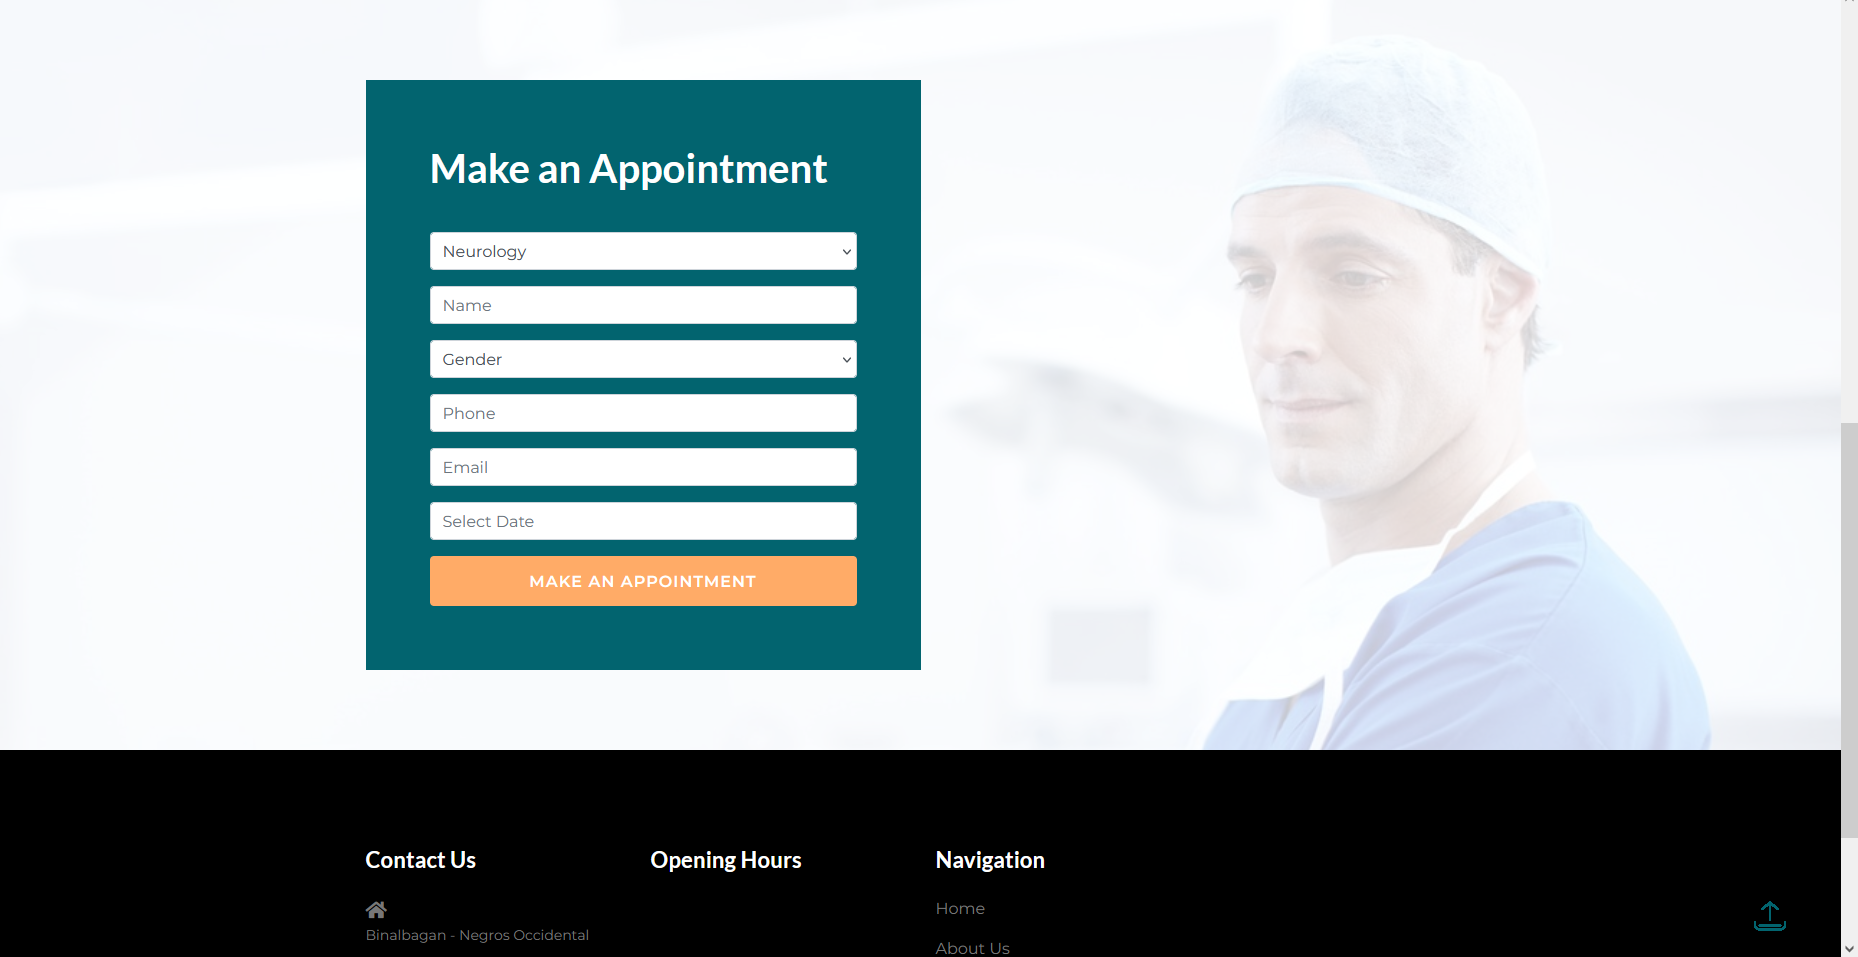 Make an Appointment
Neurology
Name
Gender
Phone
Email
Select Date
MAKE AN APPOINTMENT
Contact Us
Binalbagan - Negros Occidental
Opening Hours
Navigation
Home
About Us